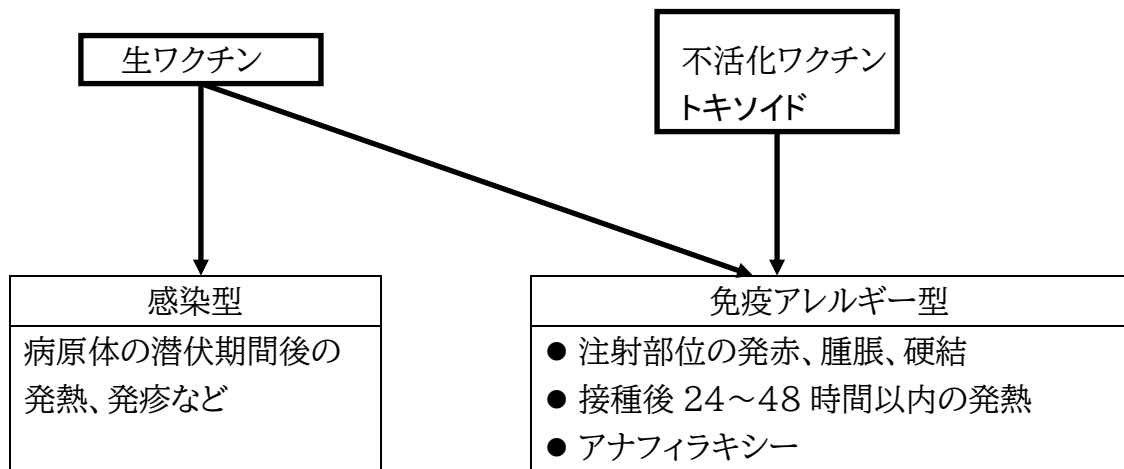 生ワクチン
不活化ワクチン
トキソイド
感染型
病原体の潜伏期間後の
発熱、発疹など
免疫アレルギー型
● 注射部位の発赤、腫脹、硬結
● 接種後 24～48 時間以内の発熱
● アナフィラキシー